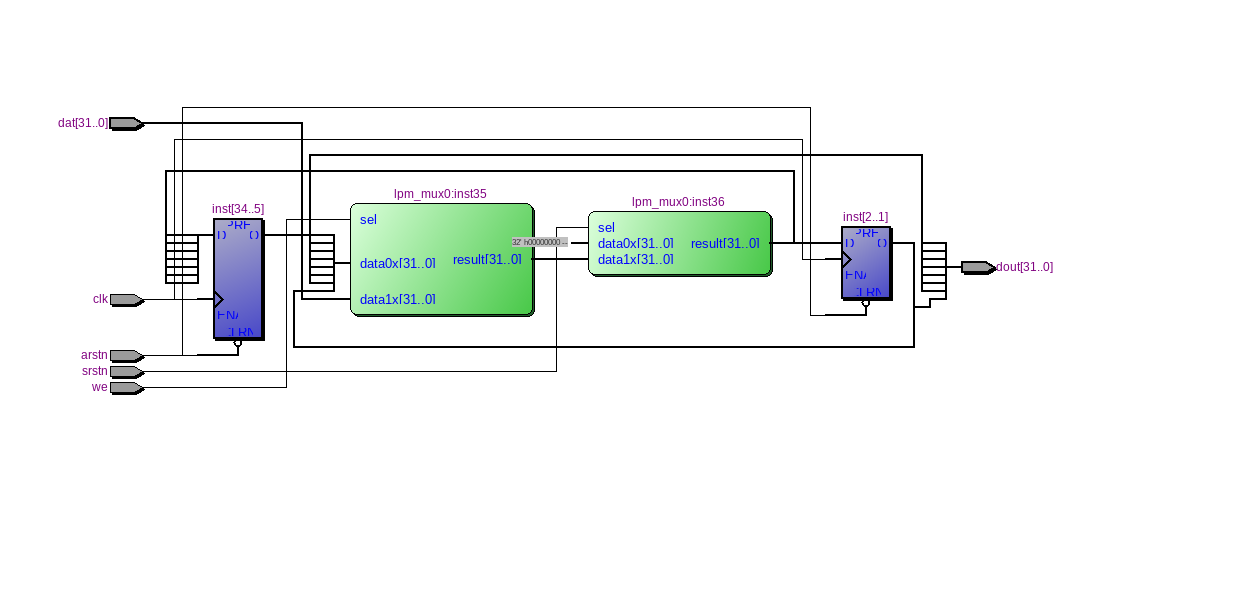 dat[31..0]
lpm_mux0:inst35
lpm_mux0:inst36
inst[34..5]
inst[2..1]
sel
sel
PRE
D Q
PRE
D Q
32' h00000000 --
data0x[31..0] result[31..0]
data0x[31..0]
result[31..0]
data1x[31..0]
dout[31..0]
ENA
clk
data1x[31..0]
CLRN
ENA
CLRN
arstn
srstn
we